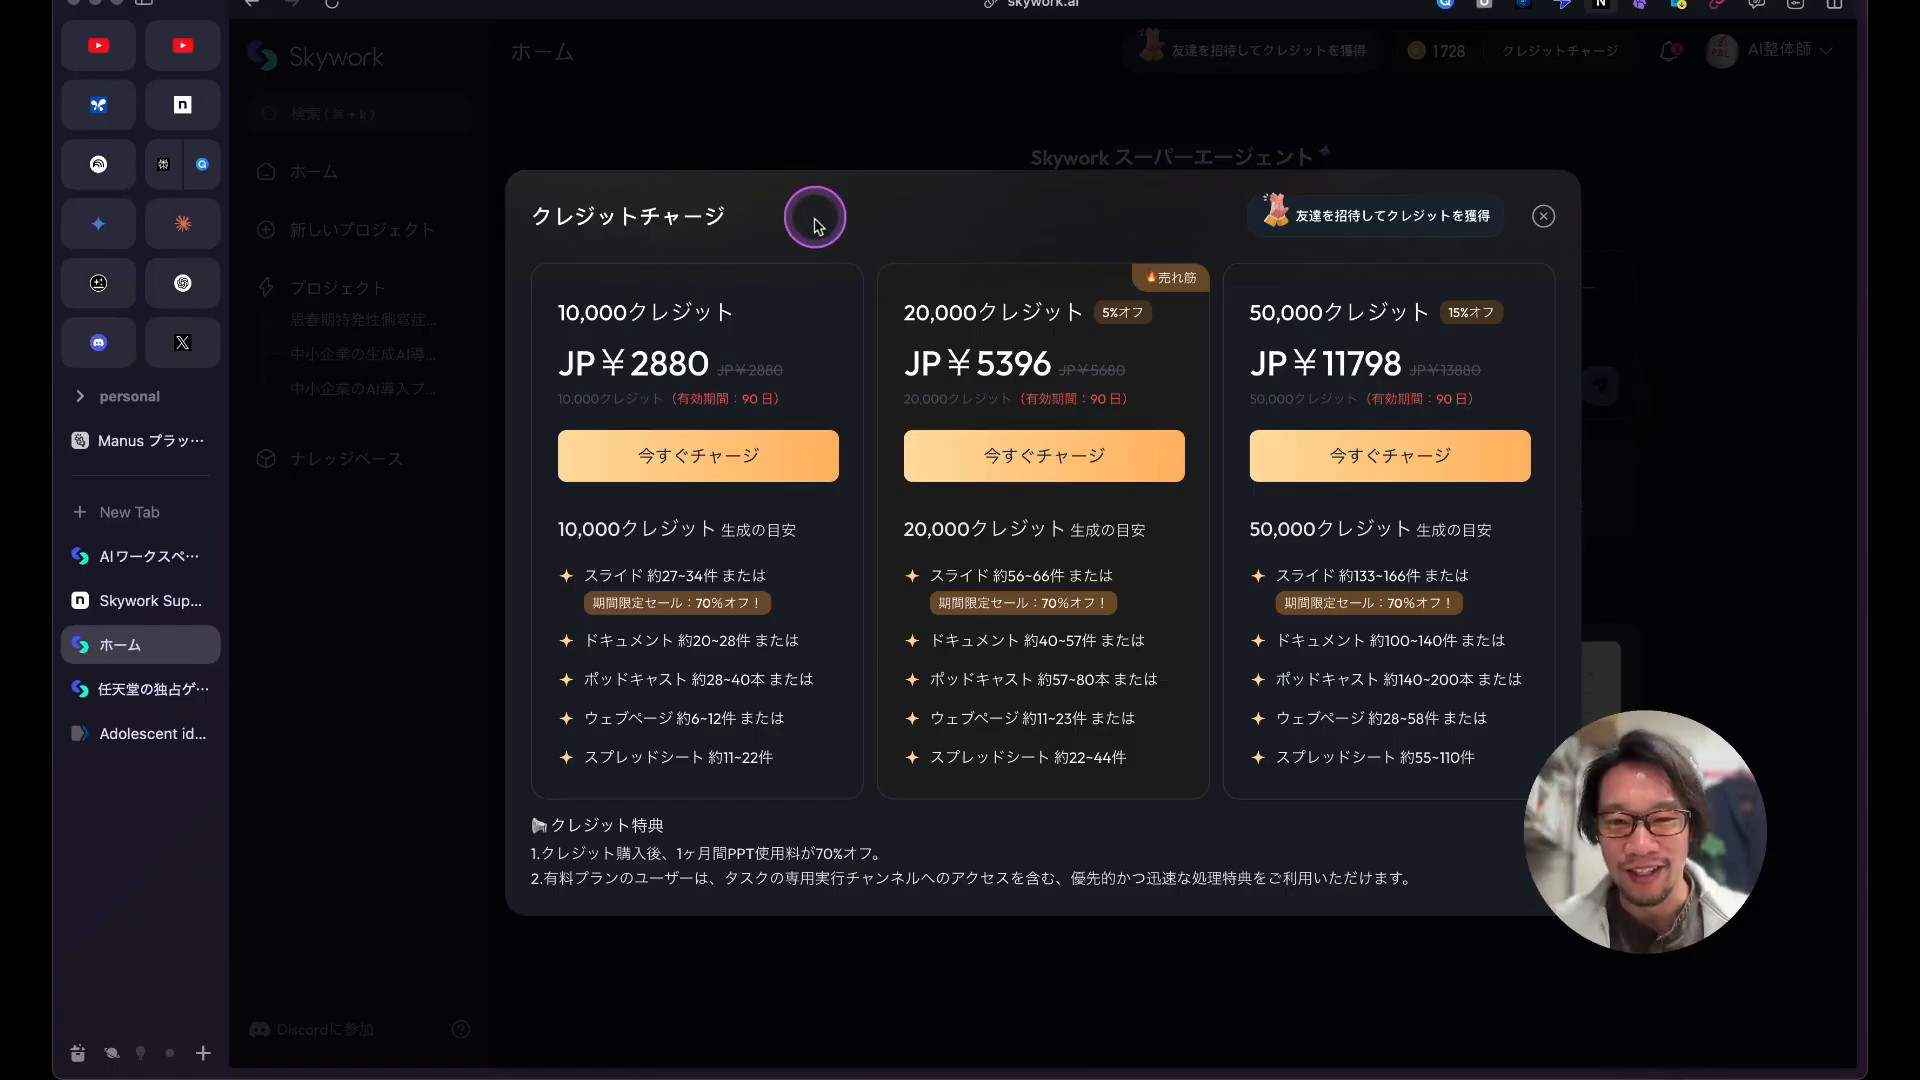 skywork.ai
Skywork
ホーム
友達を招待してクレジットを獲得
1728
クレジットチャージ
AI整体師
検索 ( ⌘ + k )
ホーム
新しいプロジェクト
プロジェクト
思春期特発性側弯症...
中小企業の生成AI導...
中小企業のAI導入プ...
ナレッジベース
Discordに参加
personal
Manus プラッ…
New Tab
AIワークスペ…
Skywork Sup...
ホーム
任天堂の独占ゲ…
Adolescent id...
Skywork スーパーエージェント
クレジットチャージ
友達を招待してクレジットを獲得
10,000クレジット
JP￥2880 JP￥2880
10,000クレジット（有効期間：90 日）
今すぐチャージ
10,000クレジット 生成の目安
スライド 約27~34件 または
期間限定セール：70%オフ！
ドキュメント 約20~28件 または
ポッドキャスト 約28~40本 または
ウェブページ 約6~12件 または
スプレッドシート 約11~22件
売れ筋
20,000クレジット 5%オフ
JP￥5396 JP￥5680
20,000クレジット（有効期間：90 日）
今すぐチャージ
20,000クレジット 生成の目安
スライド 約56~66件 または
期間限定セール：70%オフ！
ドキュメント 約40~57件 または
ポッドキャスト 約57~80本 または
ウェブページ 約11~23件 または
スプレッドシート 約22~44件
50,000クレジット 15%オフ
JP￥11798 JP￥13880
50,000クレジット（有効期間：90 日）
今すぐチャージ
50,000クレジット 生成の目安
スライド 約133~166件 または
期間限定セール：70%オフ！
ドキュメント 約100~140件 または
ポッドキャスト 約140~200本 または
ウェブページ 約28~58件 または
スプレッドシート 約55~110件
クレジット特典
1.クレジット購入後、1ヶ月間PPT使用料が70%オフ。
2.有料プランのユーザーは、タスクの専用実行チャンネルへのアクセスを含む、優先的かつ迅速な処理特典をご利用いただけます。